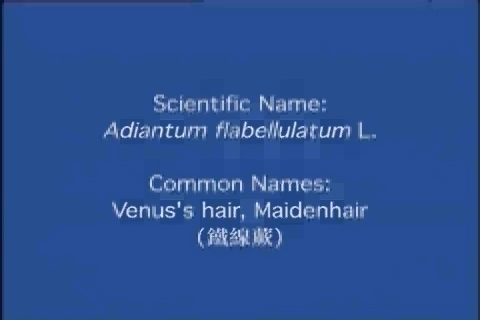 Scientific Name:
Adiantum flabellulatum L.
Common Names:
Venus's hair, Maidenhair
(鐵線蕨)